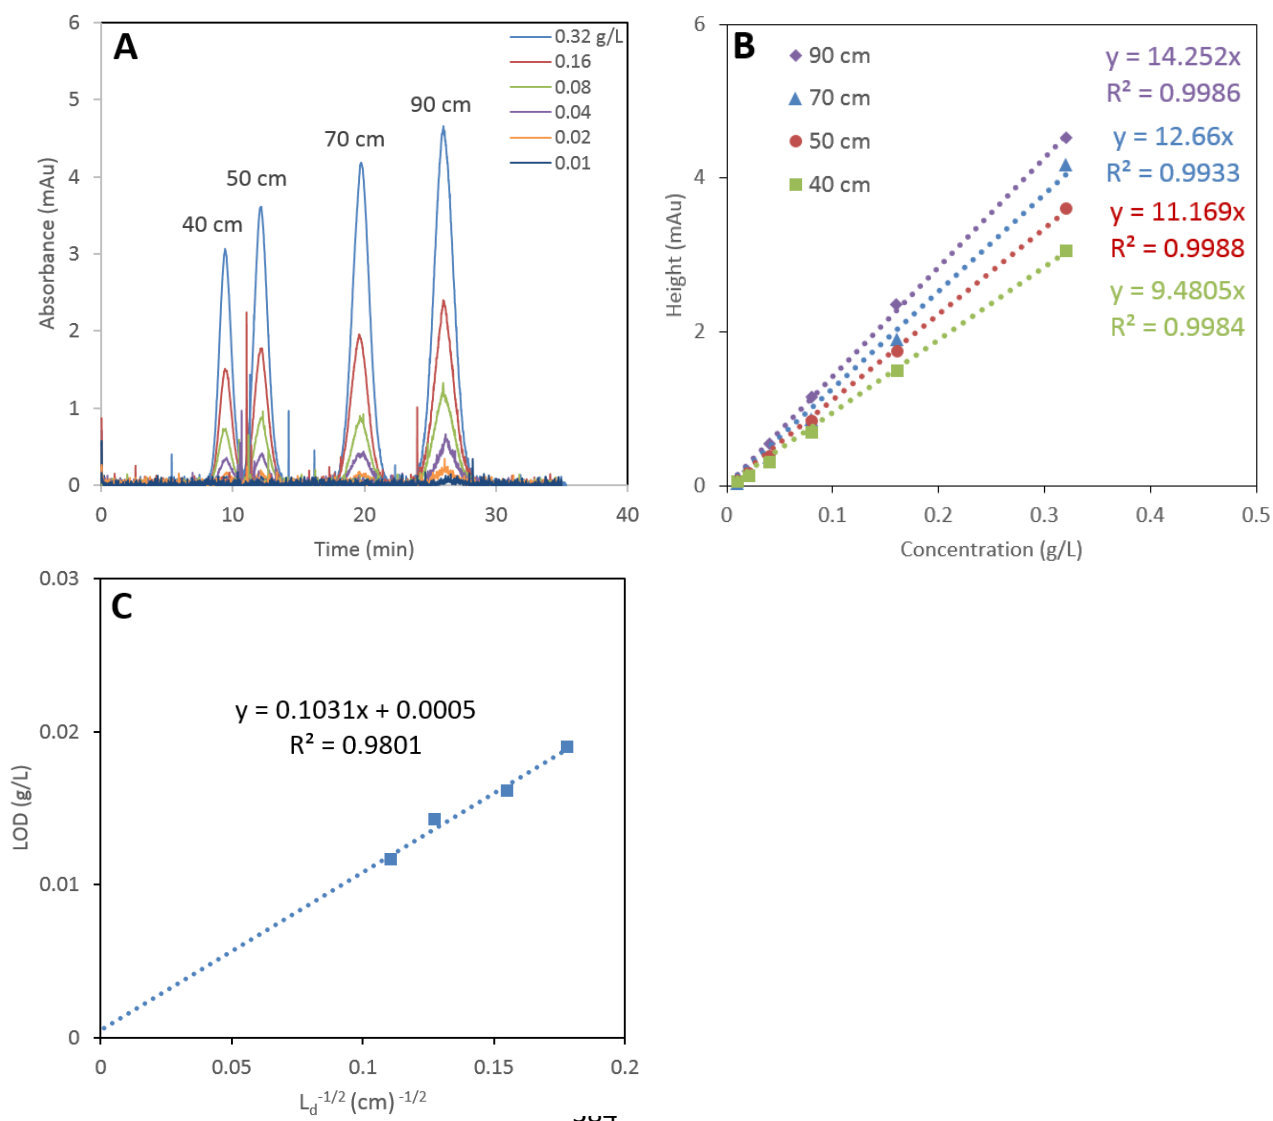 A
6
5
4
3
2
1
0
Absorbance (mAu)
0 10 20 30 40
Time (min)
40 cm
50 cm
70 cm
90 cm
0.32 g/L
0.16
0.08
0.04
0.02
0.01
B
6
4
2
0
Height (mAu)
0 0.1 0.2 0.3 0.4 0.5
Concentration (g/L)
90 cm
70 cm
50 cm
40 cm
y = 14.252x
R² = 0.9986
y = 12.66x
R² = 0.9933
y = 11.169x
R² = 0.9988
y = 9.4805x
R² = 0.9984
C
0.03
0.02
0.01
0
LOD (g/L)
y = 0.1031x + 0.0005
R² = 0.9801
0 0.05 0.1 0.15 0.2
L_d^-1/2 (cm)^-1/2